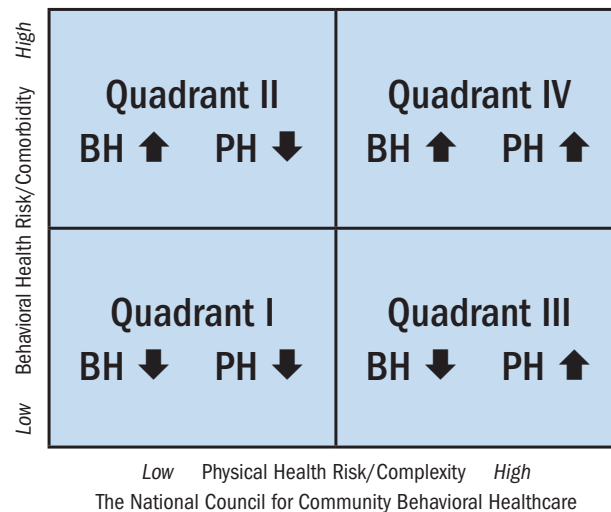 High
Behavioral Health Risk/Comorbidity
Low
Quadrant II
BH PH
Quadrant IV
BH PH
Quadrant I
BH PH
Quadrant III
BH PH
Low Physical Health Risk/Complexity High
The National Council for Community Behavioral Healthcare